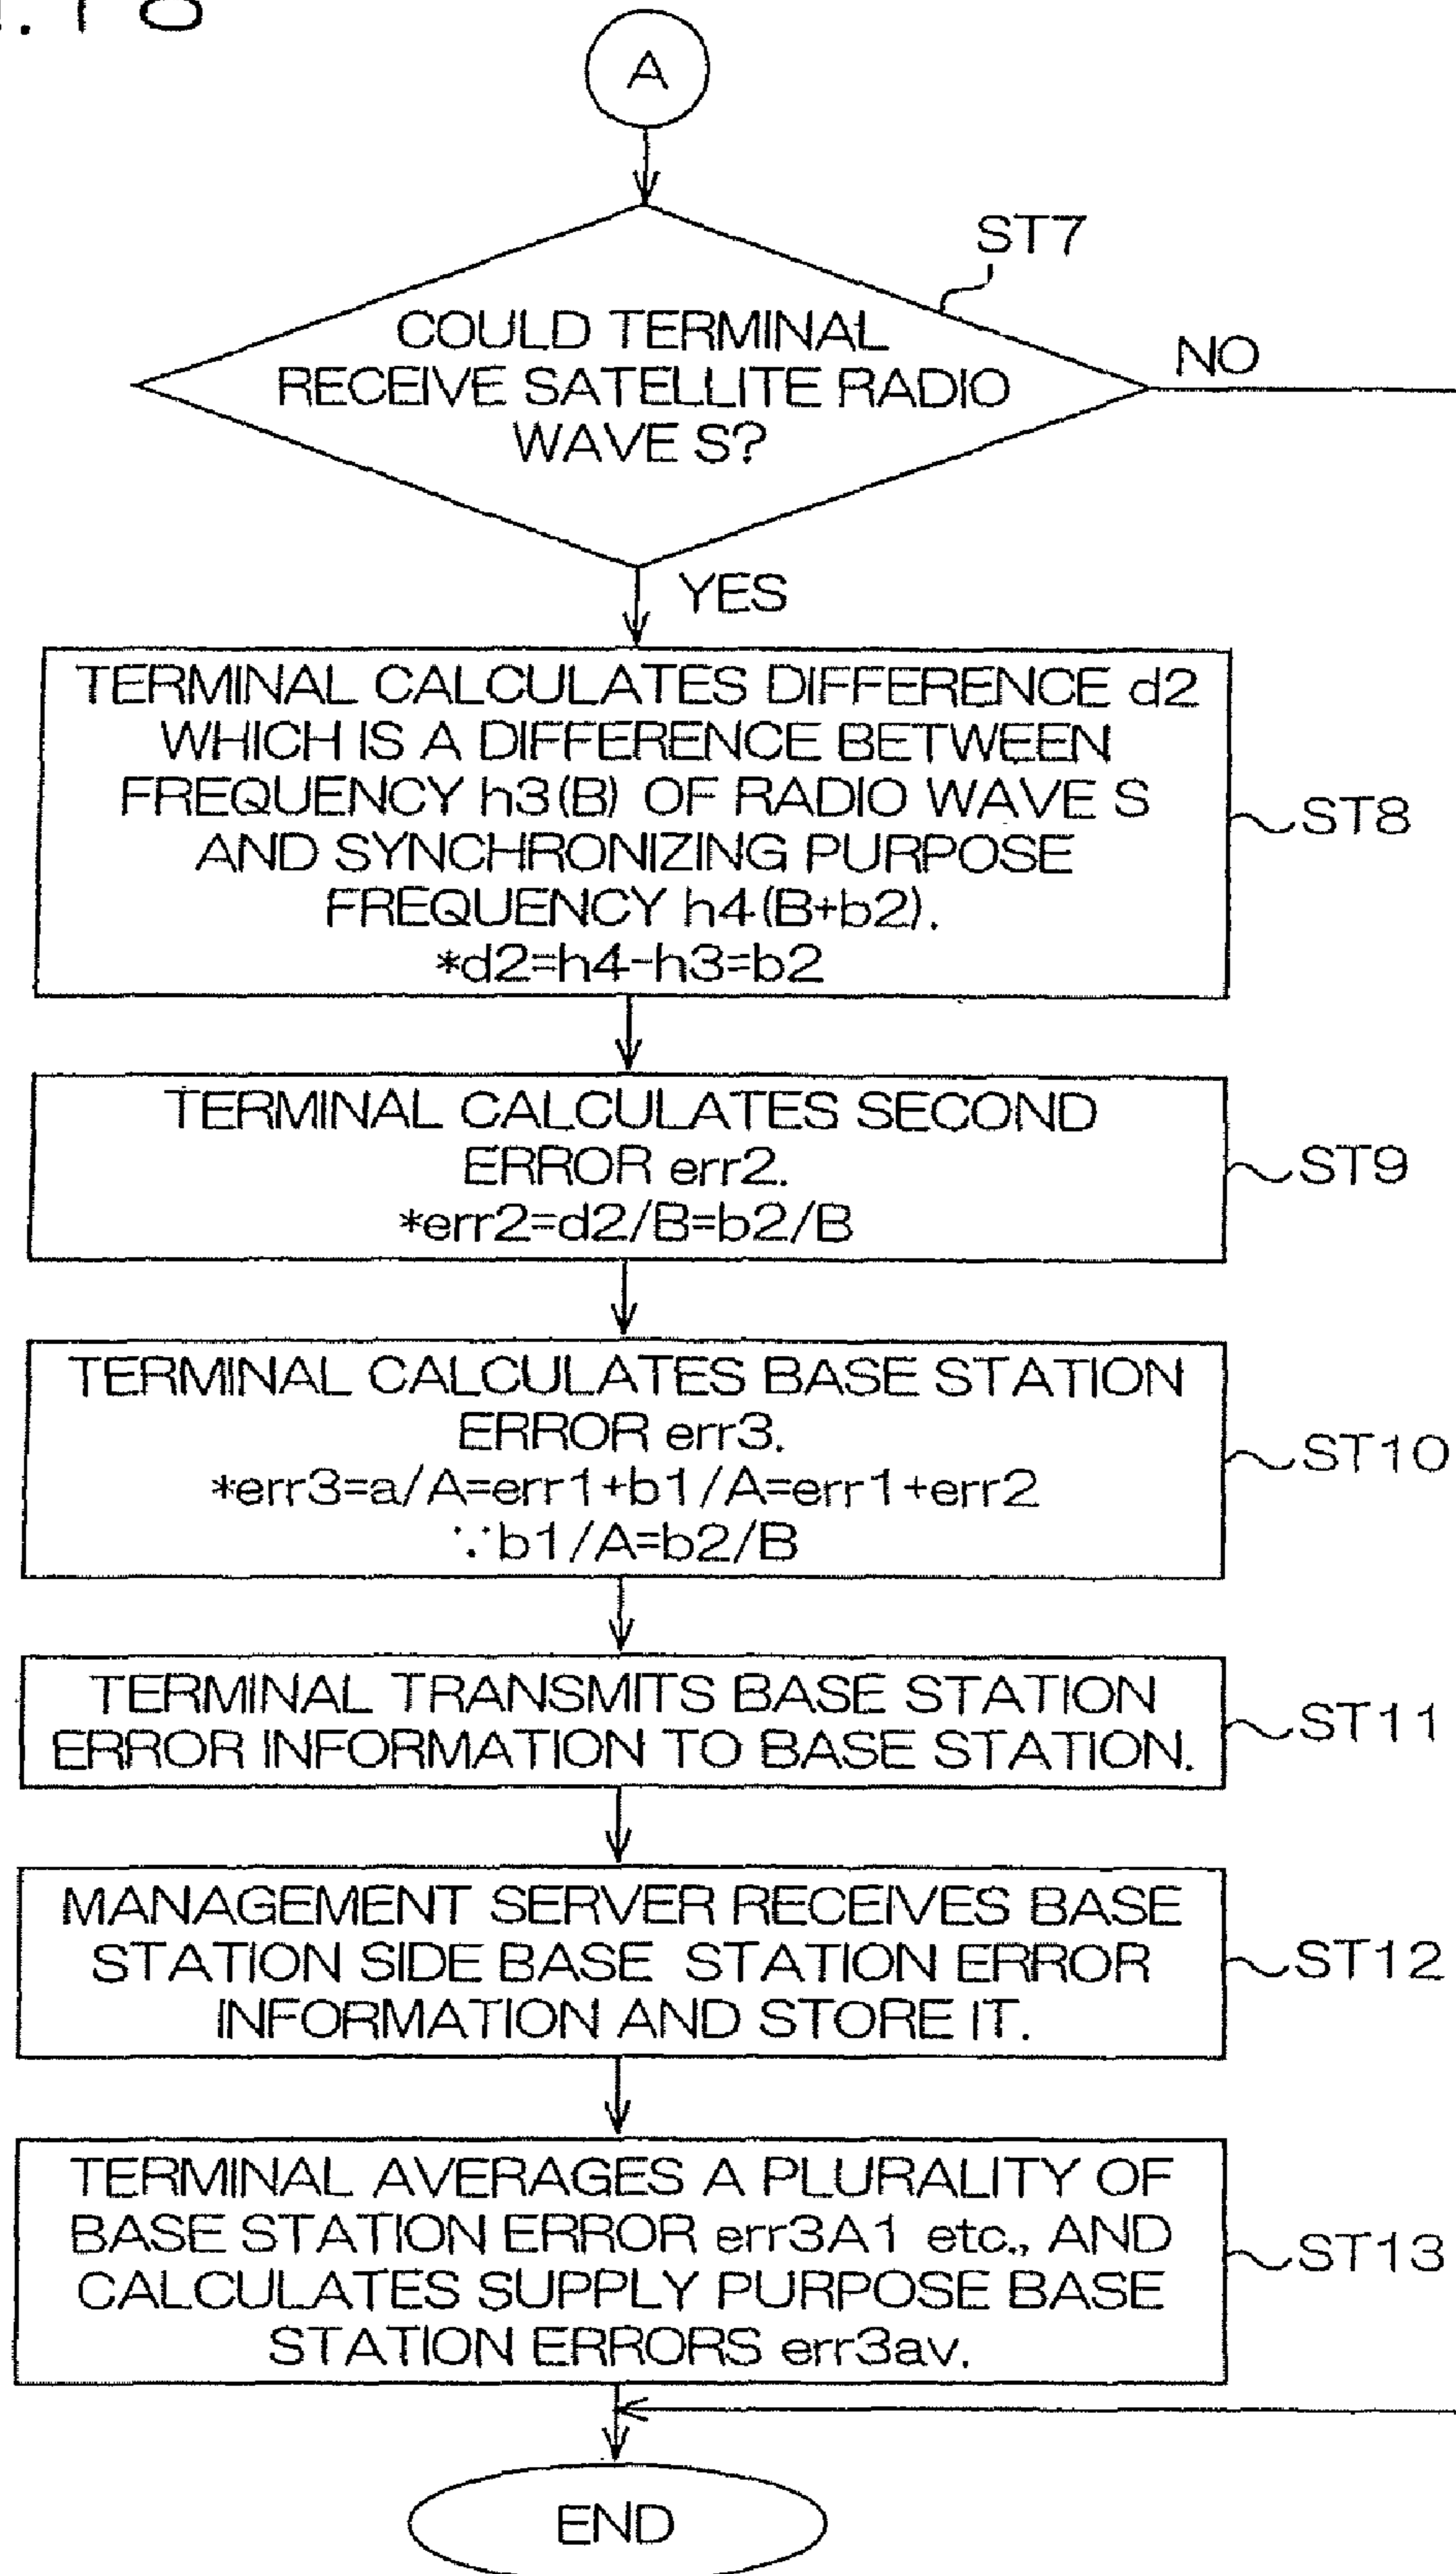 A
ST7
COULD TERMINAL
RECEIVE SATELLITE RADIO
WAVE S?
NO
YES
TERMINAL CALCULATES DIFFERENCE d2
WHICH IS A DIFFERENCE BETWEEN
FREQUENCY h3(B) OF RADIO WAVE S
AND SYNCHRONIZING PURPOSE
FREQUENCY h4(B+b2).
*d2=h4-h3=b2
ST8
TERMINAL CALCULATES SECOND
ERROR err2.
*err2=d2/B=b2/B
ST9
TERMINAL CALCULATES BASE STATION
ERROR err3.
*err3=a/A=err1+b1/A=err1+err2
∵b1/A=b2/B
ST10
TERMINAL TRANSMITS BASE STATION
ERROR INFORMATION TO BASE STATION.
ST11
MANAGEMENT SERVER RECEIVES BASE
STATION SIDE BASE STATION ERROR
INFORMATION AND STORE IT.
ST12
TERMINAL AVERAGES A PLURALITY OF
BASE STATION ERROR err3A1 etc., AND
CALCULATES SUPPLY PURPOSE BASE
STATION ERRORS err3av.
ST13
END